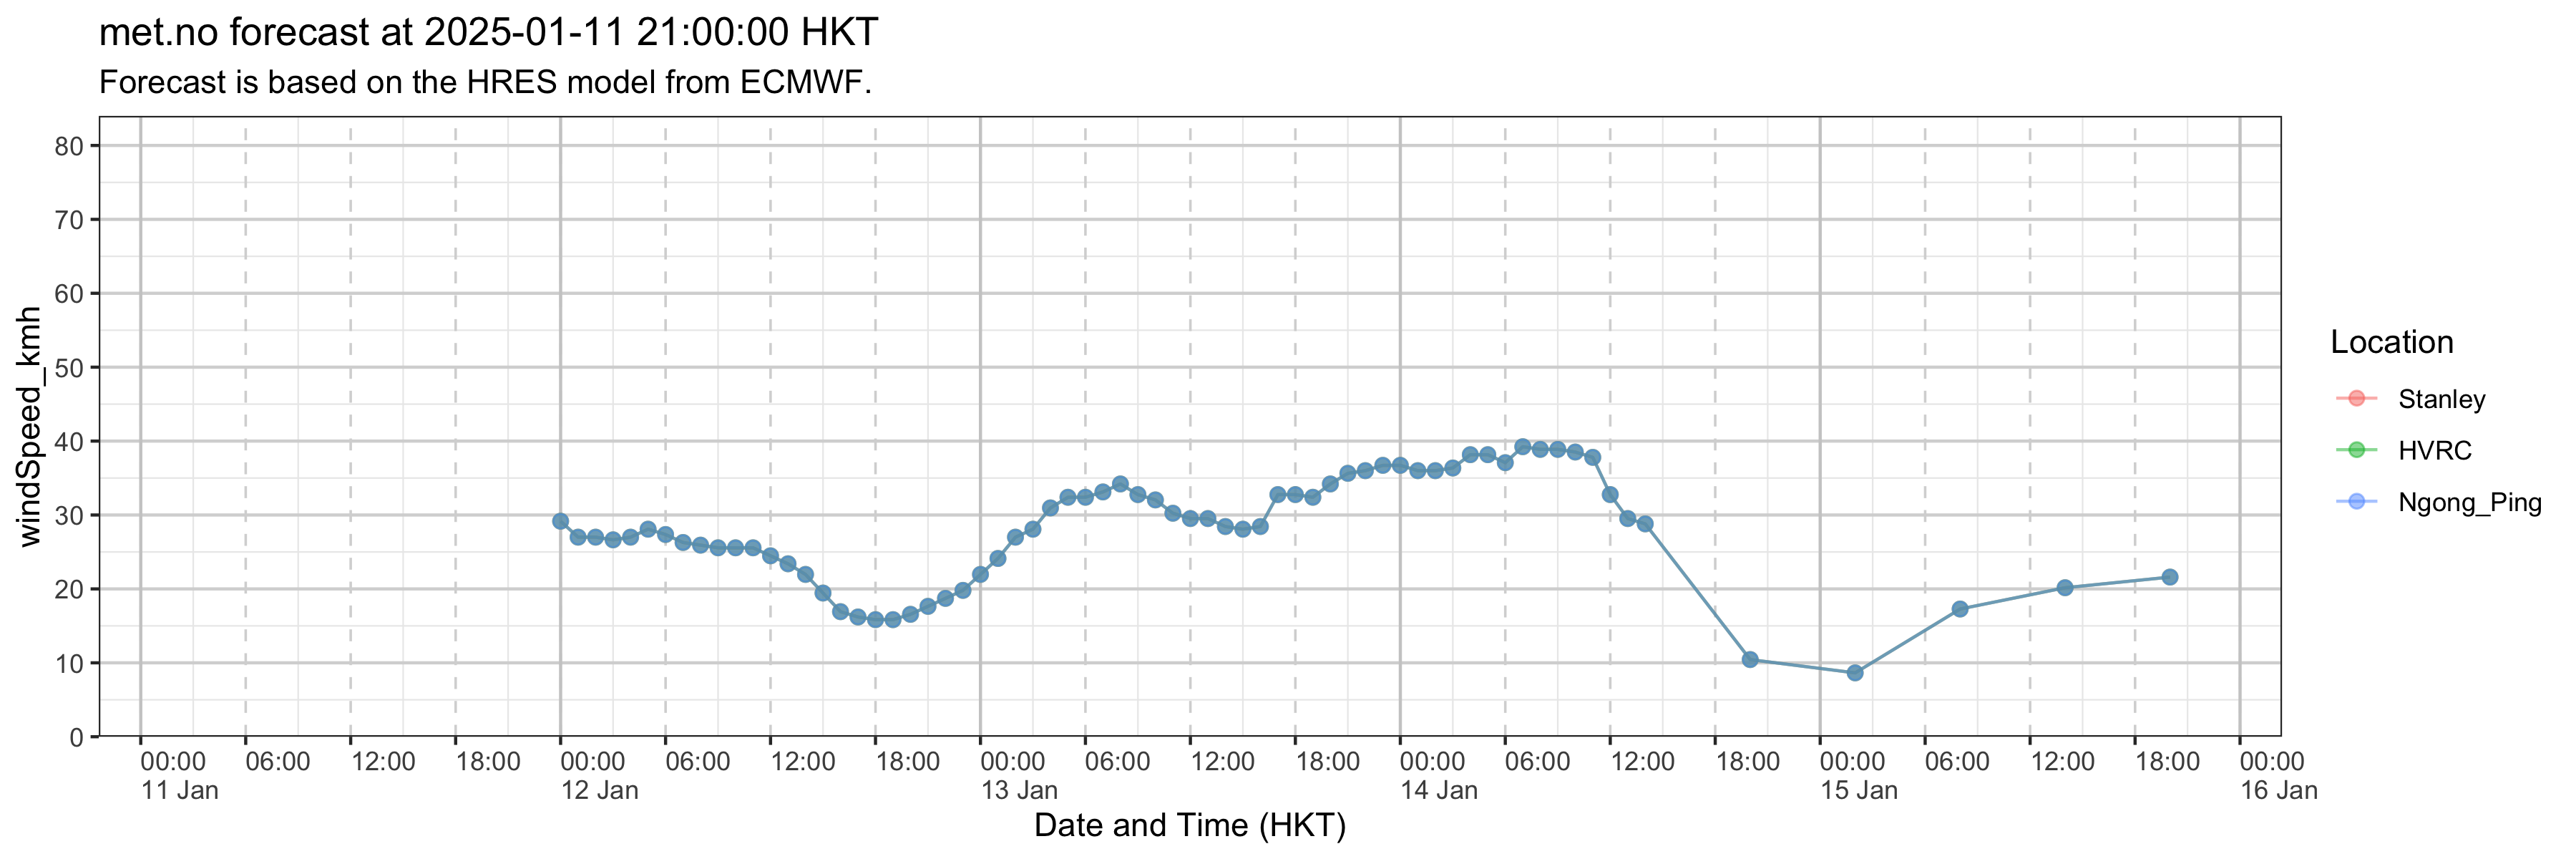 met.no forecast at 2025-01-11 21:00:00 HKT
Forecast is based on the HRES model from ECMWF.
windSpeed_kmh
80
70
60
50
40
30
20
10
0
00:00 06:00 12:00 18:00 00:00 06:00 12:00 18:00 00:00 06:00 12:00 18:00 00:00 06:00 12:00 18:00 00:00 06:00 12:00 18:00 00:00
11 Jan 12 Jan 13 Jan 14 Jan 15 Jan 16 Jan
Date and Time (HKT)
Location
Stanley
HVRC
Ngong_Ping